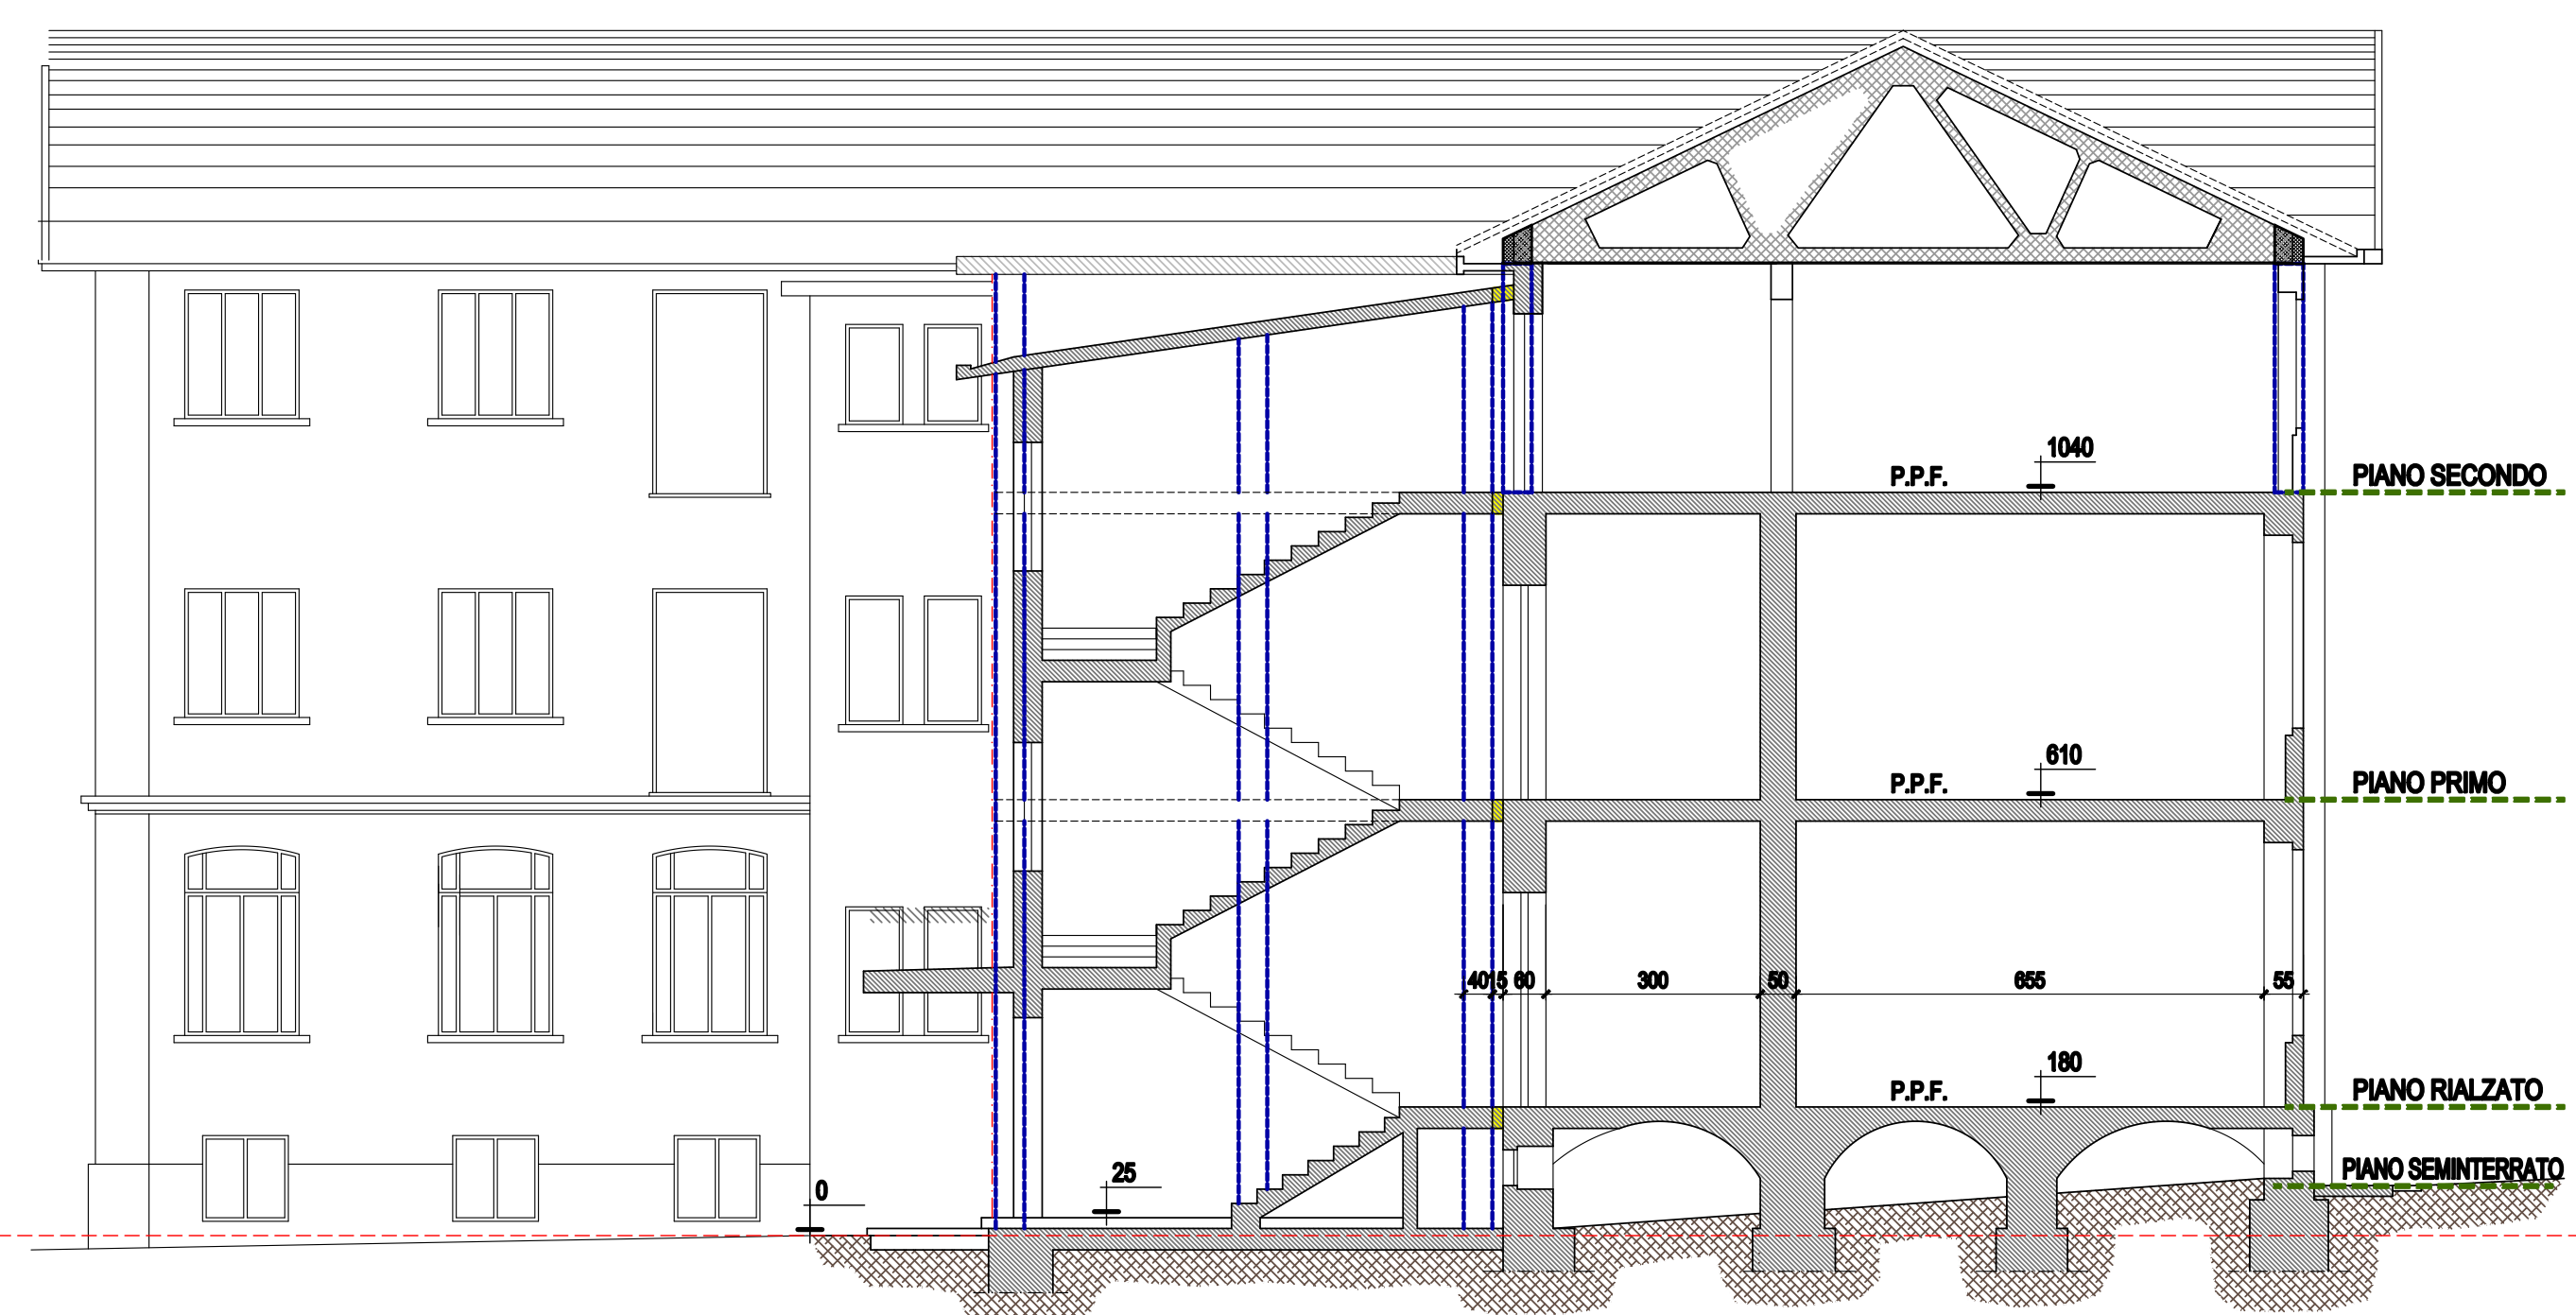 1040
P.P.F.
PIANO SECONDO
610
P.P.F.
PIANO PRIMO
40 15 60 300 50 655 55
180
P.P.F.
PIANO RIALZATO
25
PIANO SEMINTERRATO
0